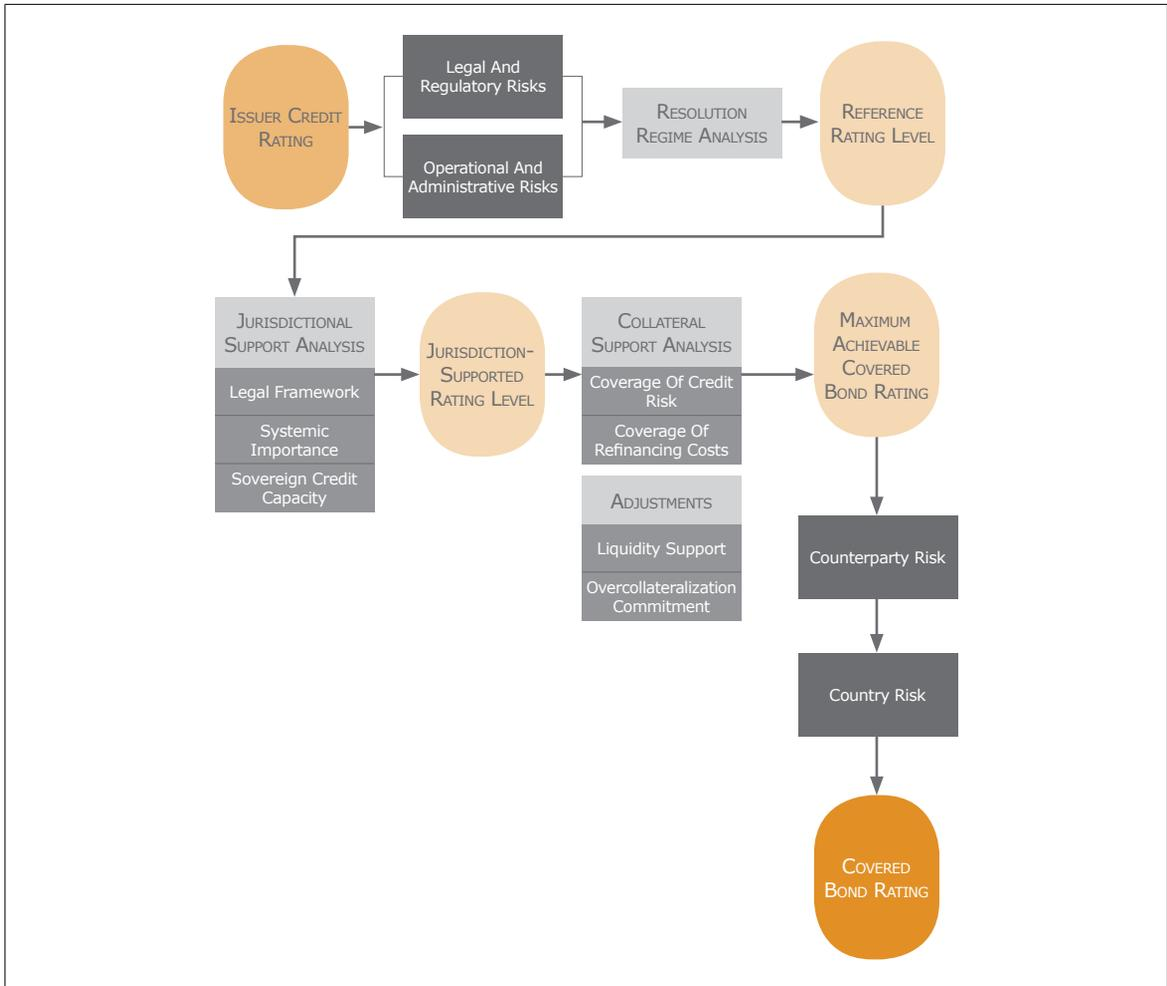 Issuer Credit
Rating
Legal And
Regulatory Risks
Operational And
Administrative Risks
Resolution
Regime Analysis
Reference
Rating Level
Jurisdictional
Support Analysis
Legal Framework
Systemic
Importance
Sovereign Credit
Capacity
Jurisdiction-
Supported
Rating Level
Collateral
Support Analysis
Coverage Of Credit
Risk
Coverage Of
Refinancing Costs
Adjustments
Liquidity Support
Overcollateralization
Commitment
Maximum
Achievable
Covered
Bond Rating
Counterparty Risk
Country Risk
Covered
Bond Rating